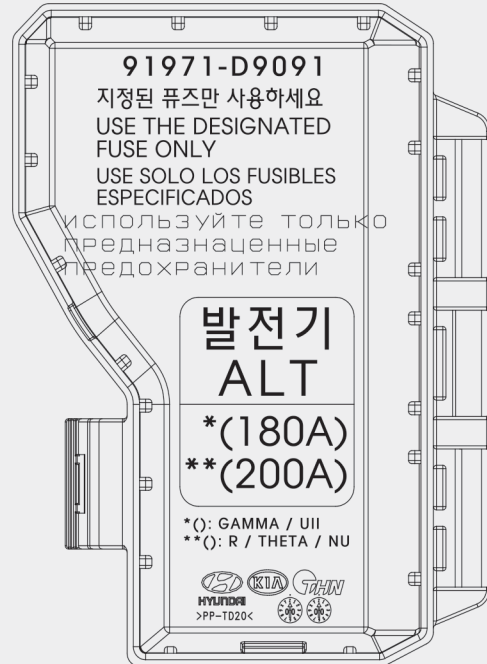 91971-D9091
지정된 퓨즈만 사용하세요
USE THE DESIGNATED
FUSE ONLY
USE SOLO LOS FUSIBLES
ESPECIFICADOS
используйте только
предназнаценные
предохранители
발전기
ALT
*(180A)
**(200A)
*(): GAMMA / UII
**(): R / THETA / NU
HYUNDAI
KIA
THN
>PP-TD20<